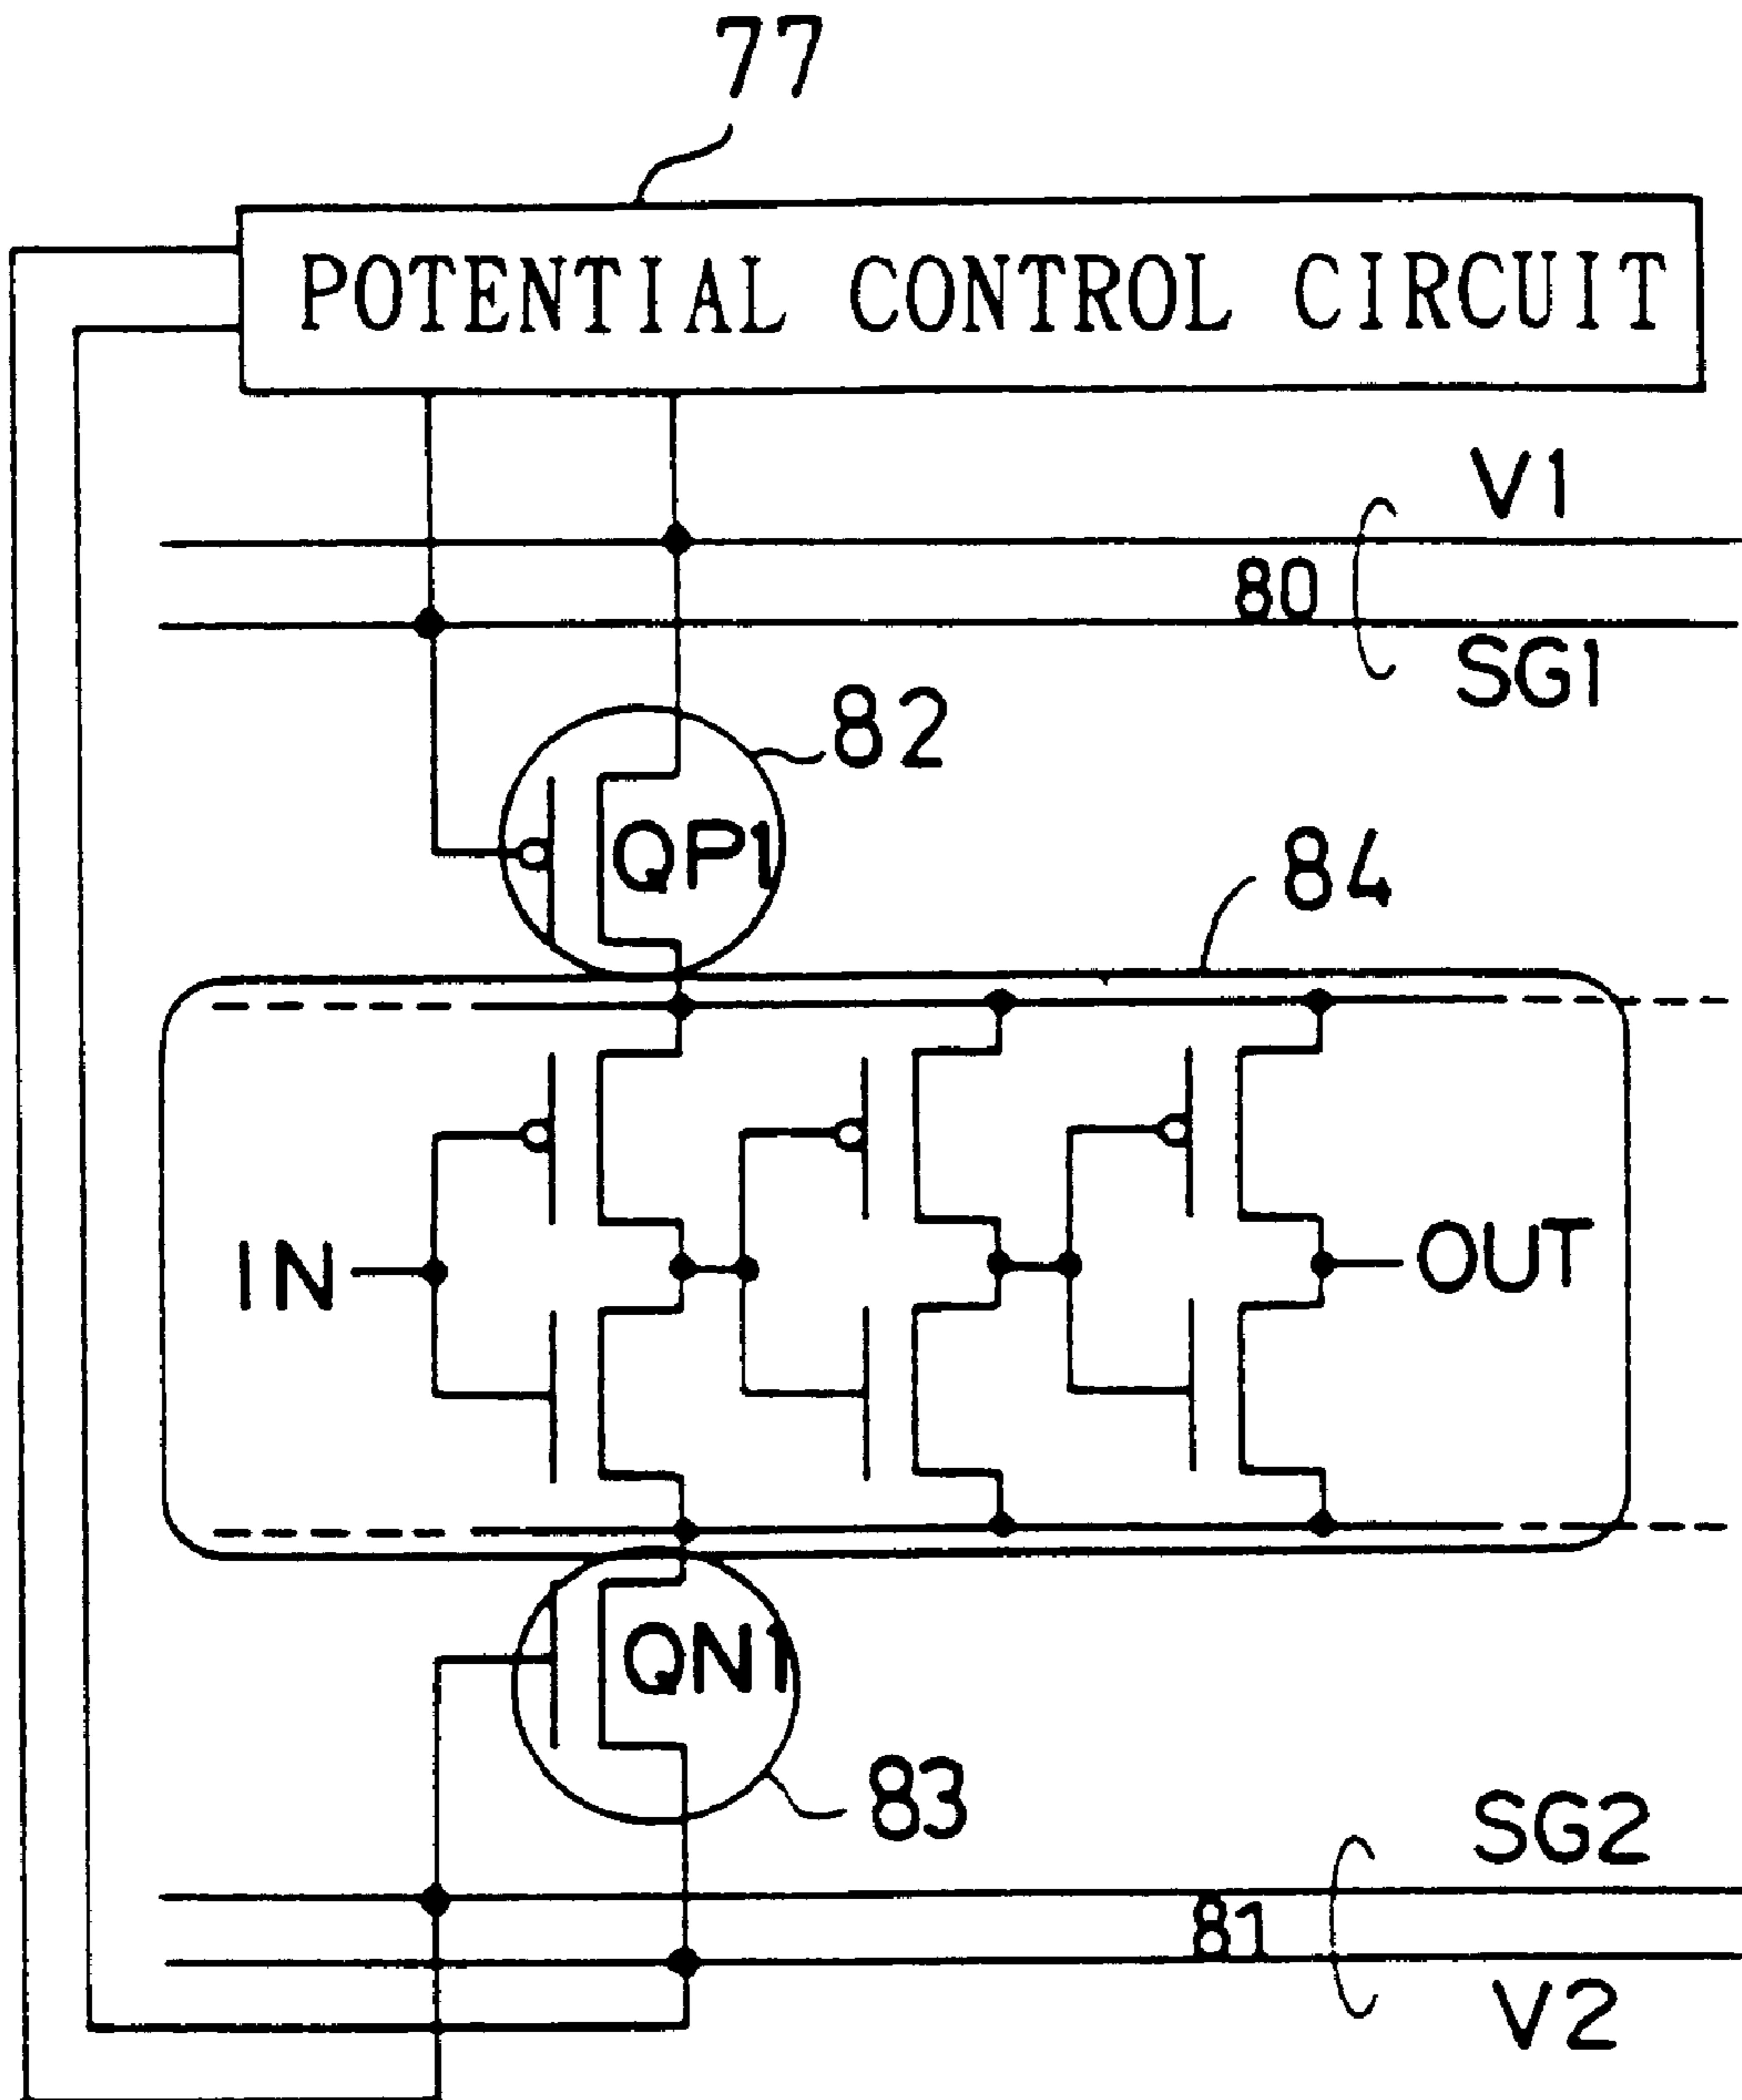 77
POTENTIAL CONTROL CIRCUIT
V1
80
SG1
82
QP1
84
IN
OUT
QN1
83
SG2
81
V2